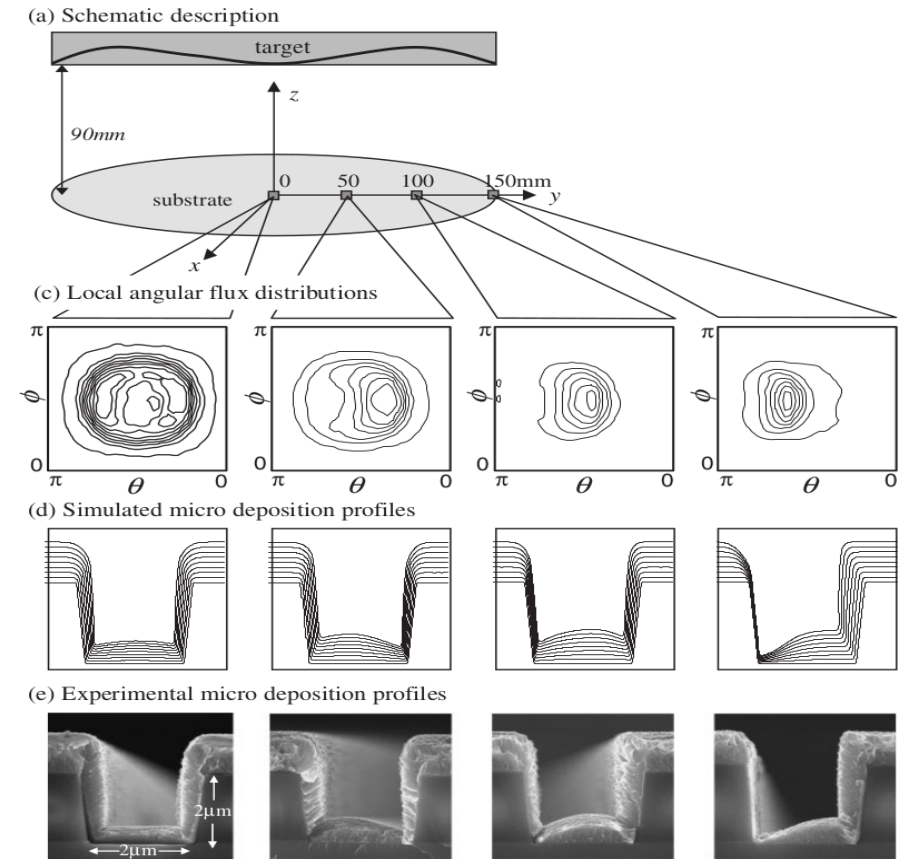 (a) Schematic description
target
z
90mm
0 50 100 150mm
substrate
y
x
(c) Local angular flux distributions
π π π π
ϕ ϕ ϕ ϕ
0 0 0 0
π θ 0 π θ 0 π θ 0 π θ 0
(d) Simulated micro deposition profiles
(e) Experimental micro deposition profiles
2μm
2μm